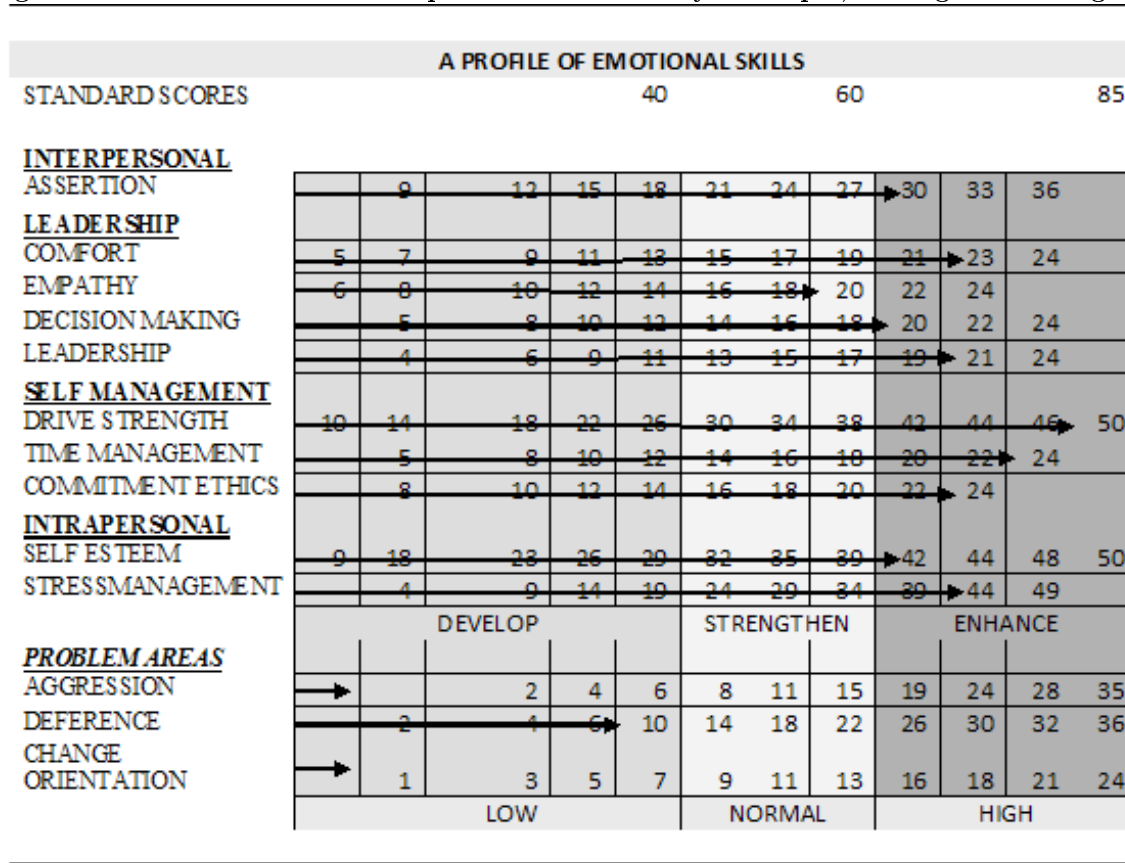 A PROFILE OF EMOTIONAL SKILLS
STANDARD SCORES 40 60 85
INTERPERSONAL
ASSERTION 9 12 15 18 21 24 27 30 33 36
LEADERSHIP
COMFORT 5 7 9 11 13 15 17 19 21 23 24
EMPATHY 6 8 10 12 14 16 18 20 22 24
DECISION MAKING 5 8 10 12 14 16 18 20 22 24
LEADERSHIP 4 6 9 11 13 15 17 19 21 24
SELF MANAGEMENT
DRIVE STRENGTH 10 14 18 22 26 30 34 38 42 44 46 50
TIME MANAGEMENT 5 8 10 12 14 16 18 20 22 24
COMMITMENT ETHICS 8 10 12 14 16 18 20 22 24
INTRAPERSONAL
SELF ESTEEM 9 18 23 26 29 32 35 39 42 44 48 50
STRESSMANAGEMENT 4 9 14 19 24 29 34 39 44 49
DEVELOP STRENGTHEN ENHANCE
PROBLEM AREAS
AGGRESSION 2 4 6 8 11 15 19 24 28 35
DEFERENCE 2 4 6 10 14 18 22 26 30 32 36
CHANGE
ORIENTATION 1 3 5 7 9 11 13 16 18 21 24
LOW NORMAL HIGH